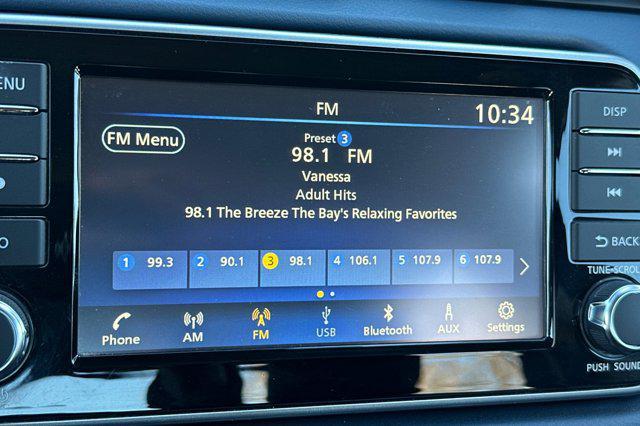 MENU
FM
10:34
DISP
FM Menu
Preset 3
98.1 FM
Vanessa
Adult Hits
98.1 The Breeze The Bay's Relaxing Favorites
BACK
TUNE·SCROLL
1 99.3
2 90.1
3 98.1
4 106.1
5 107.9
6 107.9
Phone
AM
FM
USB
Bluetooth
AUX
Settings
PUSH SOUND